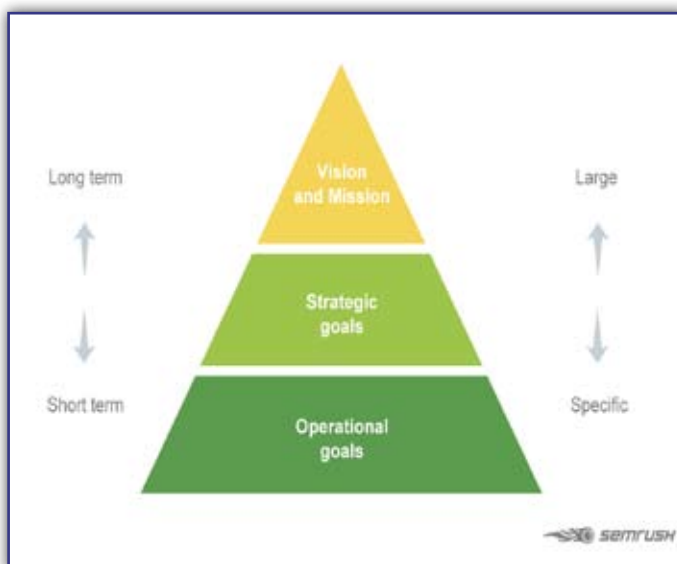 Vision
and Mission
Long term
Large
Strategic
goals
Short term
Specific
Operational
goals
semrush